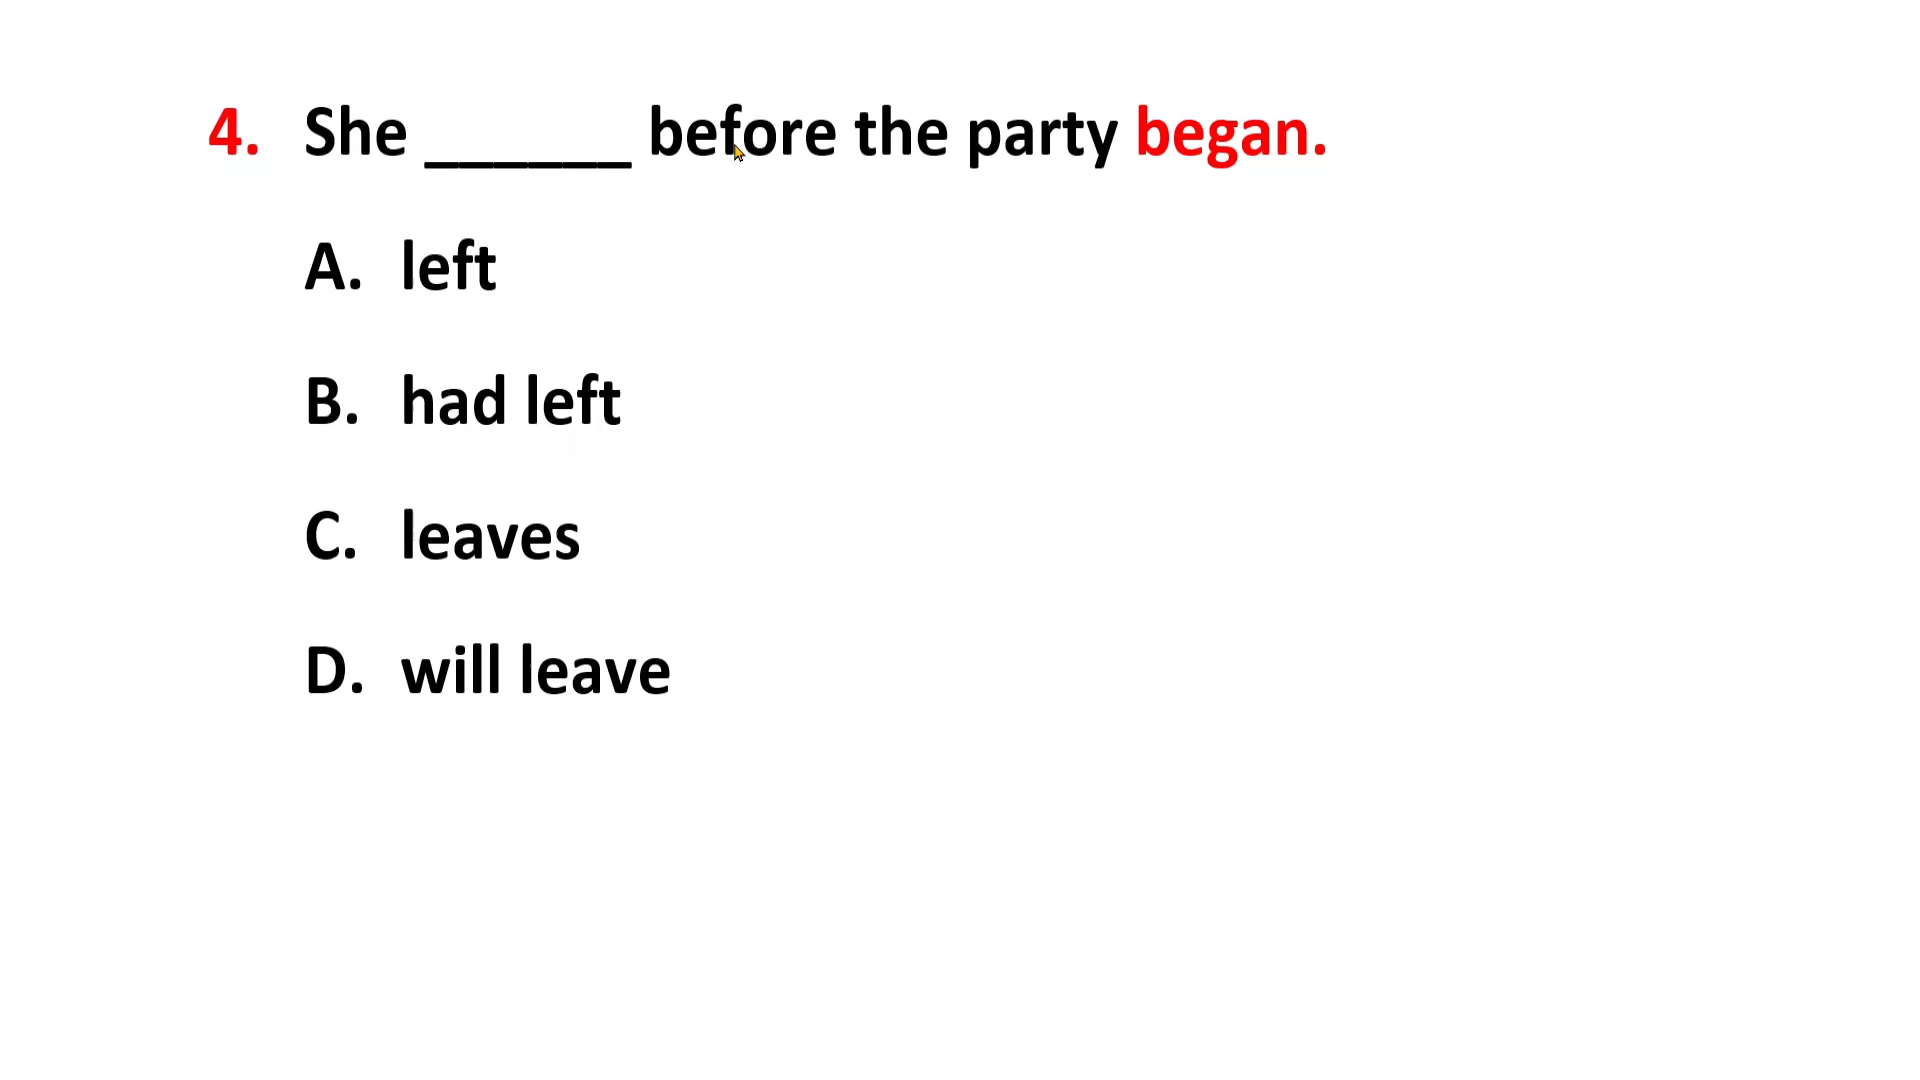 4. She ______ before the party began.
A. left
B. had left
C. leaves
D. will leave